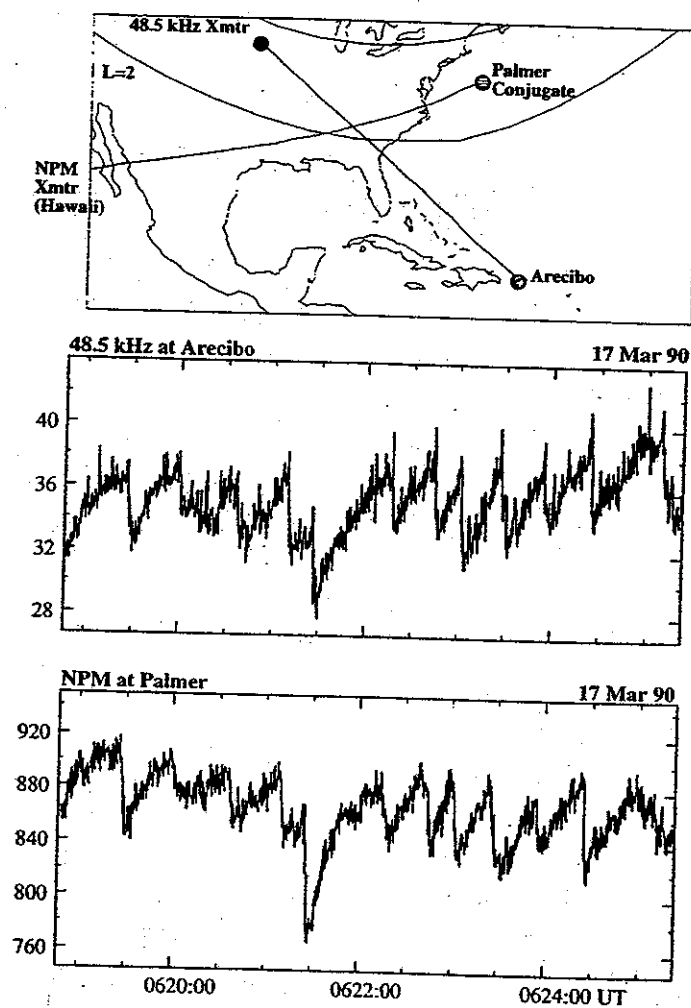 48.5 kHz Xmtr
L=2
Palmer
Conjugate
NPM
Xmtr
(Hawaii)
Arecibo
48.5 kHz at Arecibo 17 Mar 90
40
36
32
28
NPM at Palmer 17 Mar 90
920
880
840
800
760
0620:00 0622:00 0624:00 UT